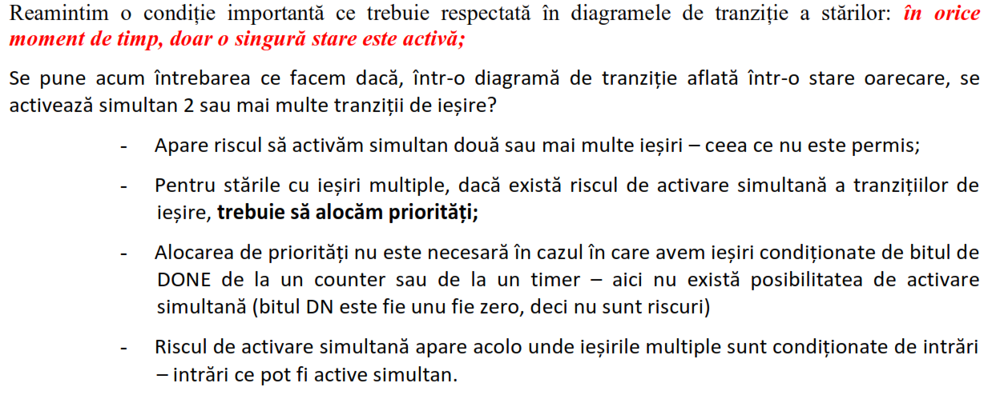 Reamintim o condiție importantă ce trebuie respectată în diagramele de tranziție a stărilor: în orice
moment de timp, doar o singură stare este activă;
Se pune acum întrebarea ce facem dacă, într-o diagramă de tranziție aflată într-o stare oarecare, se
activează simultan 2 sau mai multe tranziții de ieșire?
- Apare riscul să activăm simultan două sau mai multe ieșiri – ceea ce nu este permis;
- Pentru stările cu ieșiri multiple, dacă există riscul de activare simultană a tranzițiilor de
ieșire, trebuie să alocăm priorități;
- Alocarea de priorități nu este necesară în cazul în care avem ieșiri condiționate de bitul de
DONE de la un counter sau de la un timer – aici nu există posibilitatea de activare
simultană (bitul DN este fie unu fie zero, deci nu sunt riscuri)
- Riscul de activare simultană apare acolo unde ieșirile multiple sunt condiționate de intrări
– intrări ce pot fi active simultan.